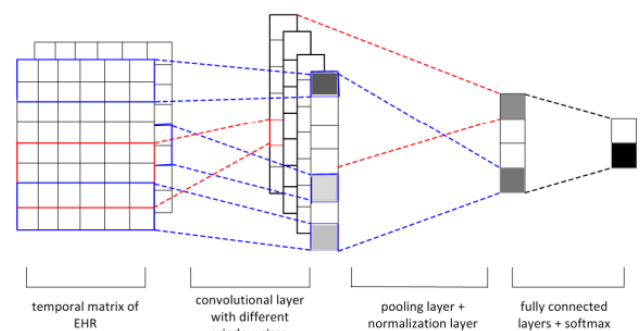 temporal matrix of
EHR
convolutional layer
with different
pooling layer +
normalization layer
fully connected
layers + softmax